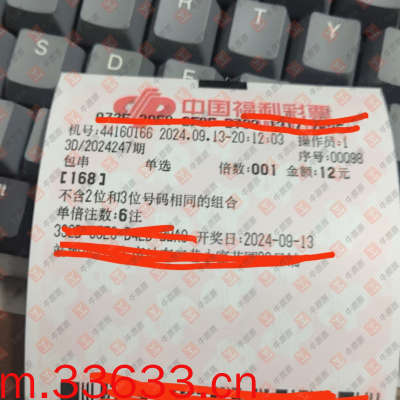 S
D
中国福利彩票
机号:44160166 2024.09.13-20:12:03 操作员:1
3D/2024247期 序号:00098
包串 单选 倍数:001 金额:12元
[168]
不含2位和3位号码相同的组合
单倍注数:6注
开奖日:2024-09-13
m.33633.cn